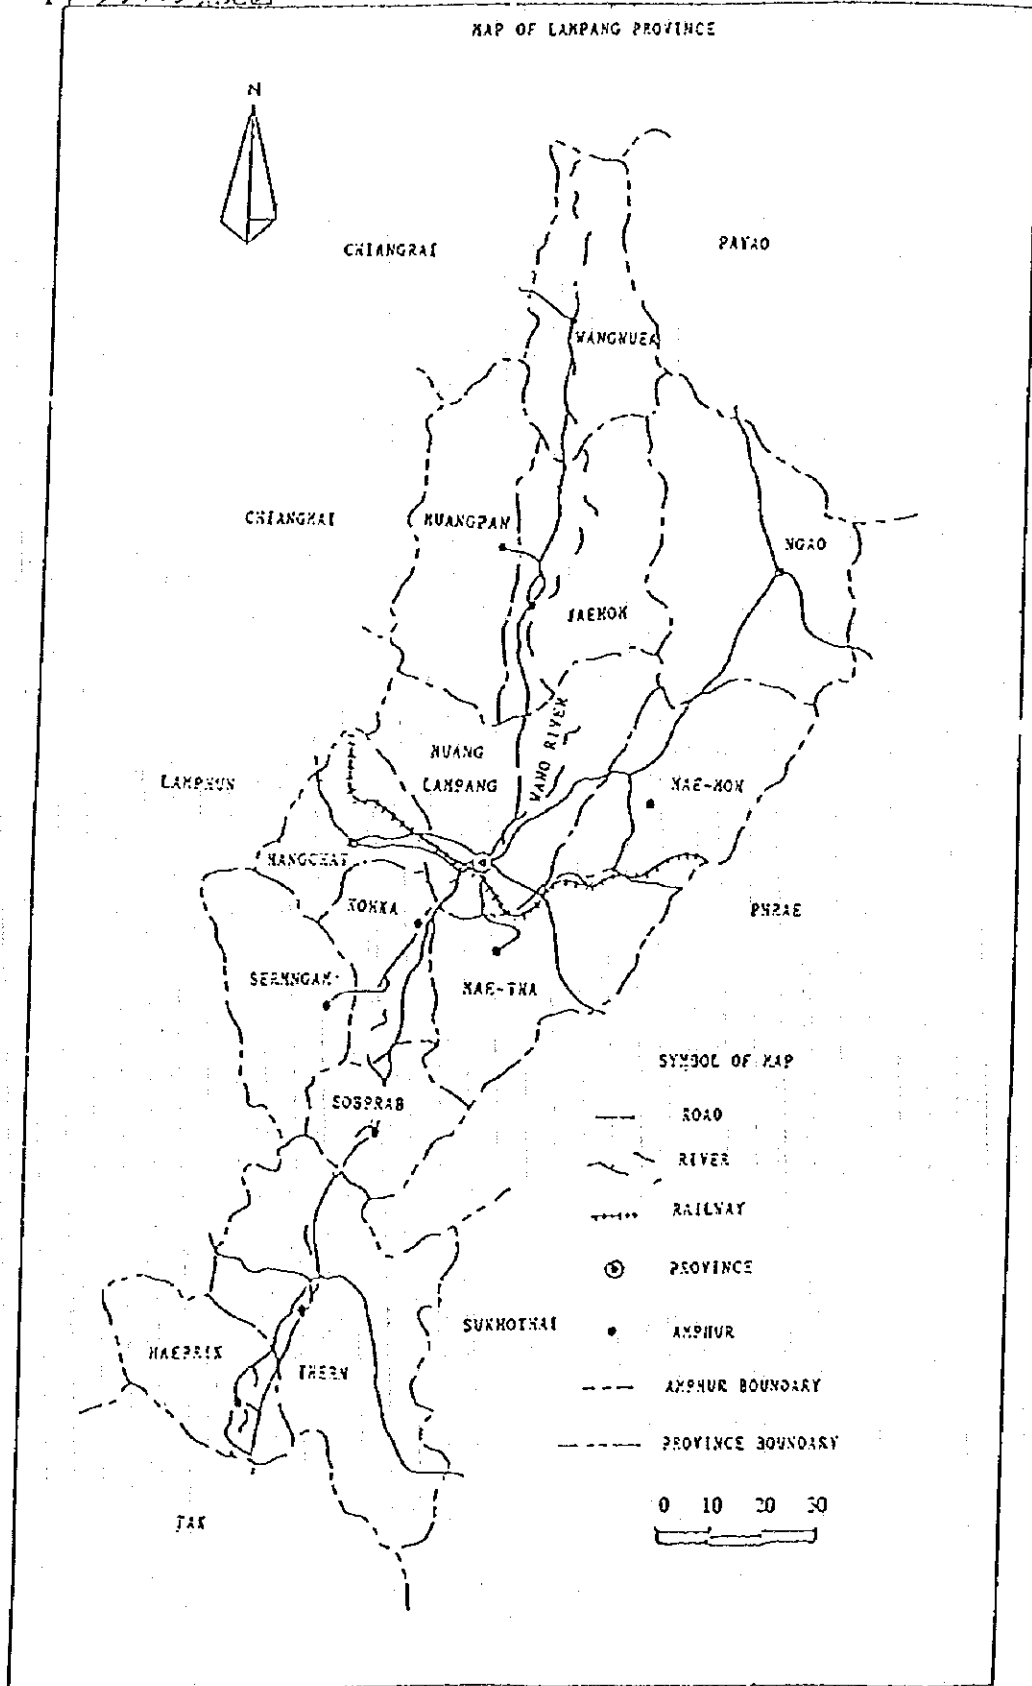 MAP OF LAMPANG PROVINCE
N
CHIANGRAI
PAYAO
WANGNUEA
CHIANGMAI
MUANGPAN
NGAO
JAEHOM
WANG RIVER
MUANG
LAMPANG
LAMPHUN
MAE-MOH
HANGCHAT
KOHKA
PHRAE
SERMNGAM
MAE-THA
SYMBOL OF MAP
ROAD
SOBPRAB
RIVER
RAILWAY
PROVINCE
SUKHOTHAI
AMPHUR
MAEPRIK
THERN
AMPHUR BOUNDARY
PROVINCE BOUNDARY
0 10 20 30
TAK